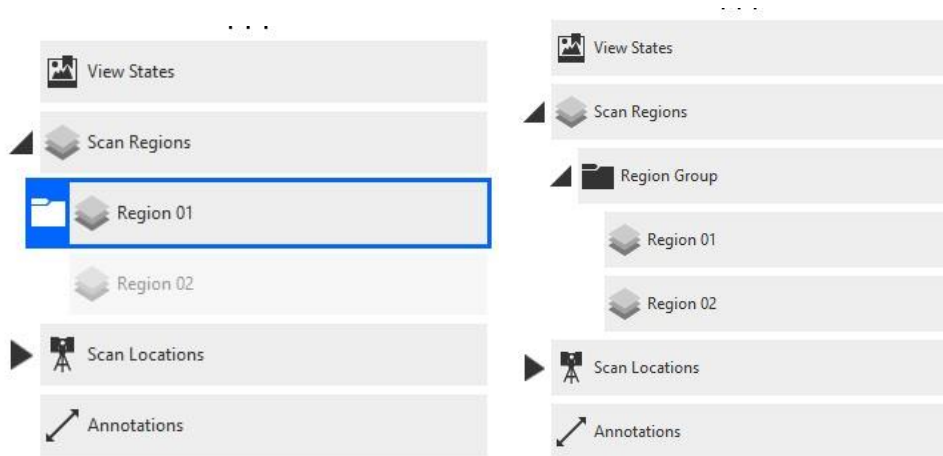 ...
View States
Scan Regions
Region 01
Region 02
Scan Locations
Annotations
...
View States
Scan Regions
Region Group
Region 01
Region 02
Scan Locations
Annotations